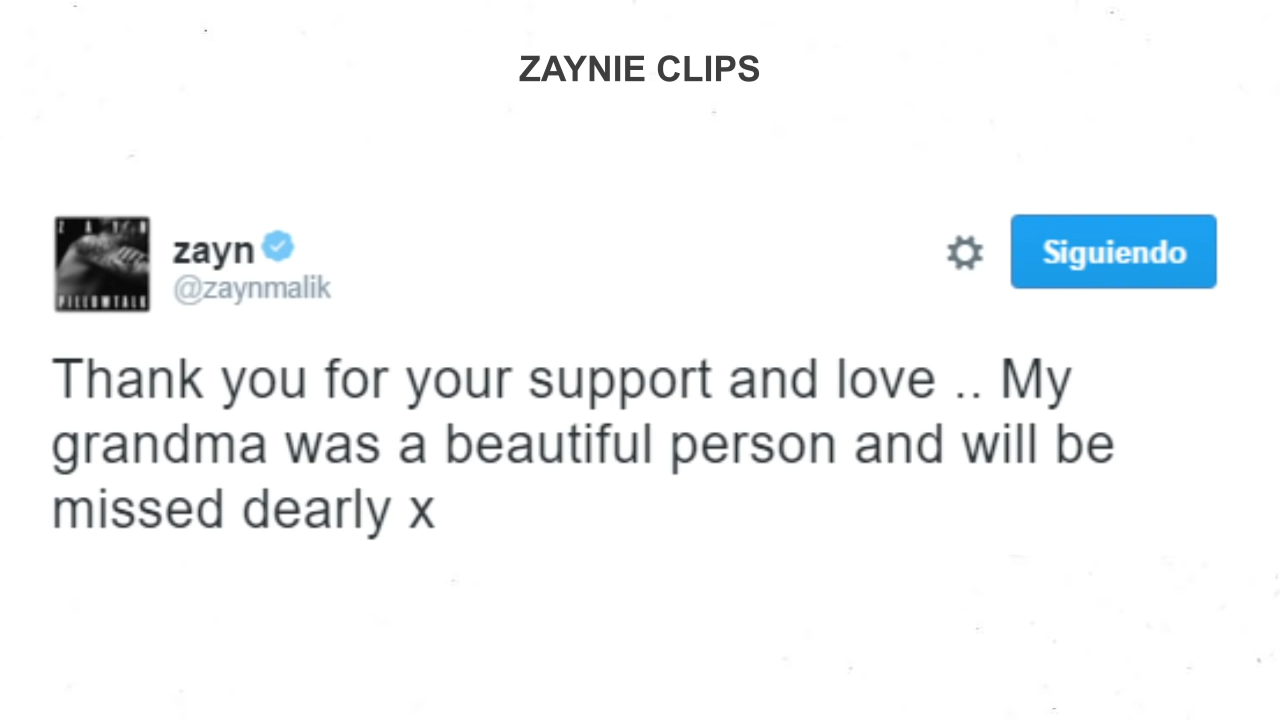 ZAYNIE CLIPS
Z A Y N
PILLOWTALK
zayn
@zaynmalik
Siguiendo
Thank you for your support and love .. My
grandma was a beautiful person and will be
missed dearly x